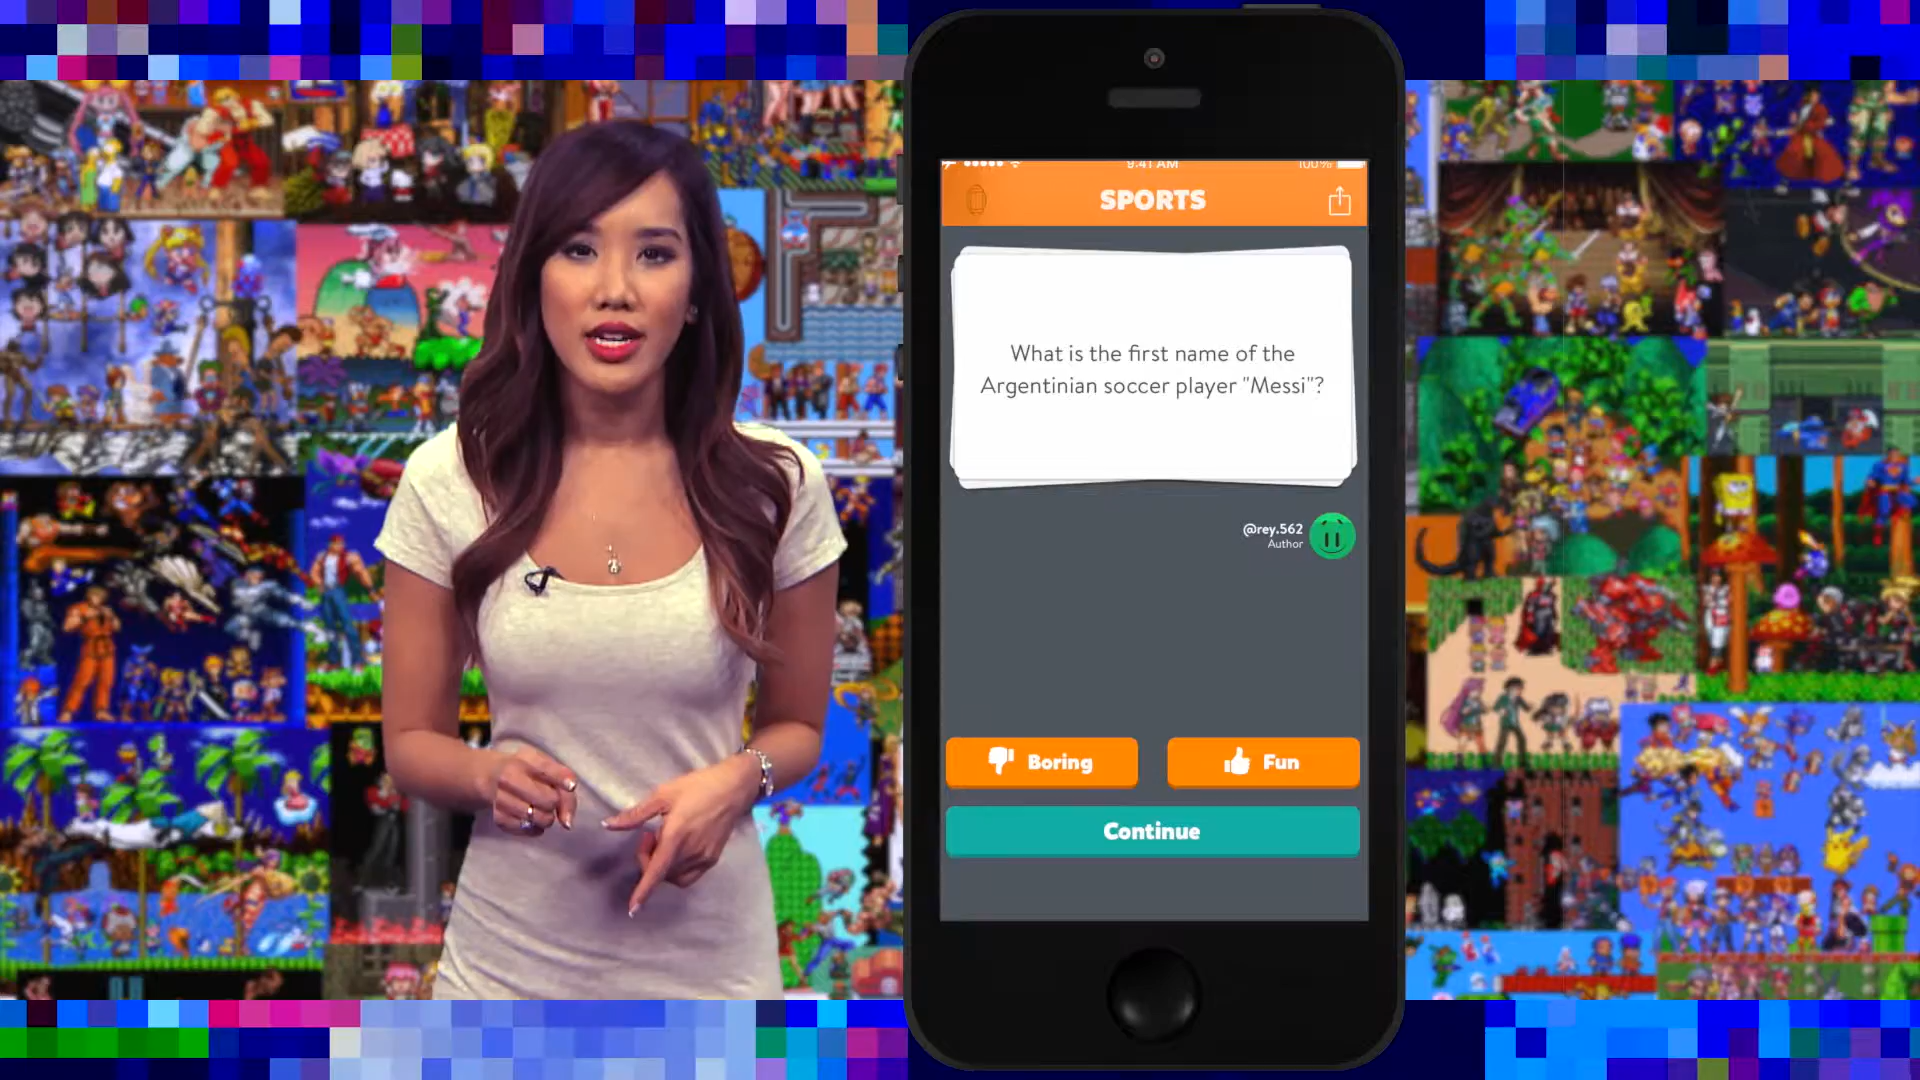 9:41 AM
100%
SPORTS
What is the first name of the
Argentinian soccer player "Messi"?
@rey.562
Author
Boring
Fun
Continue